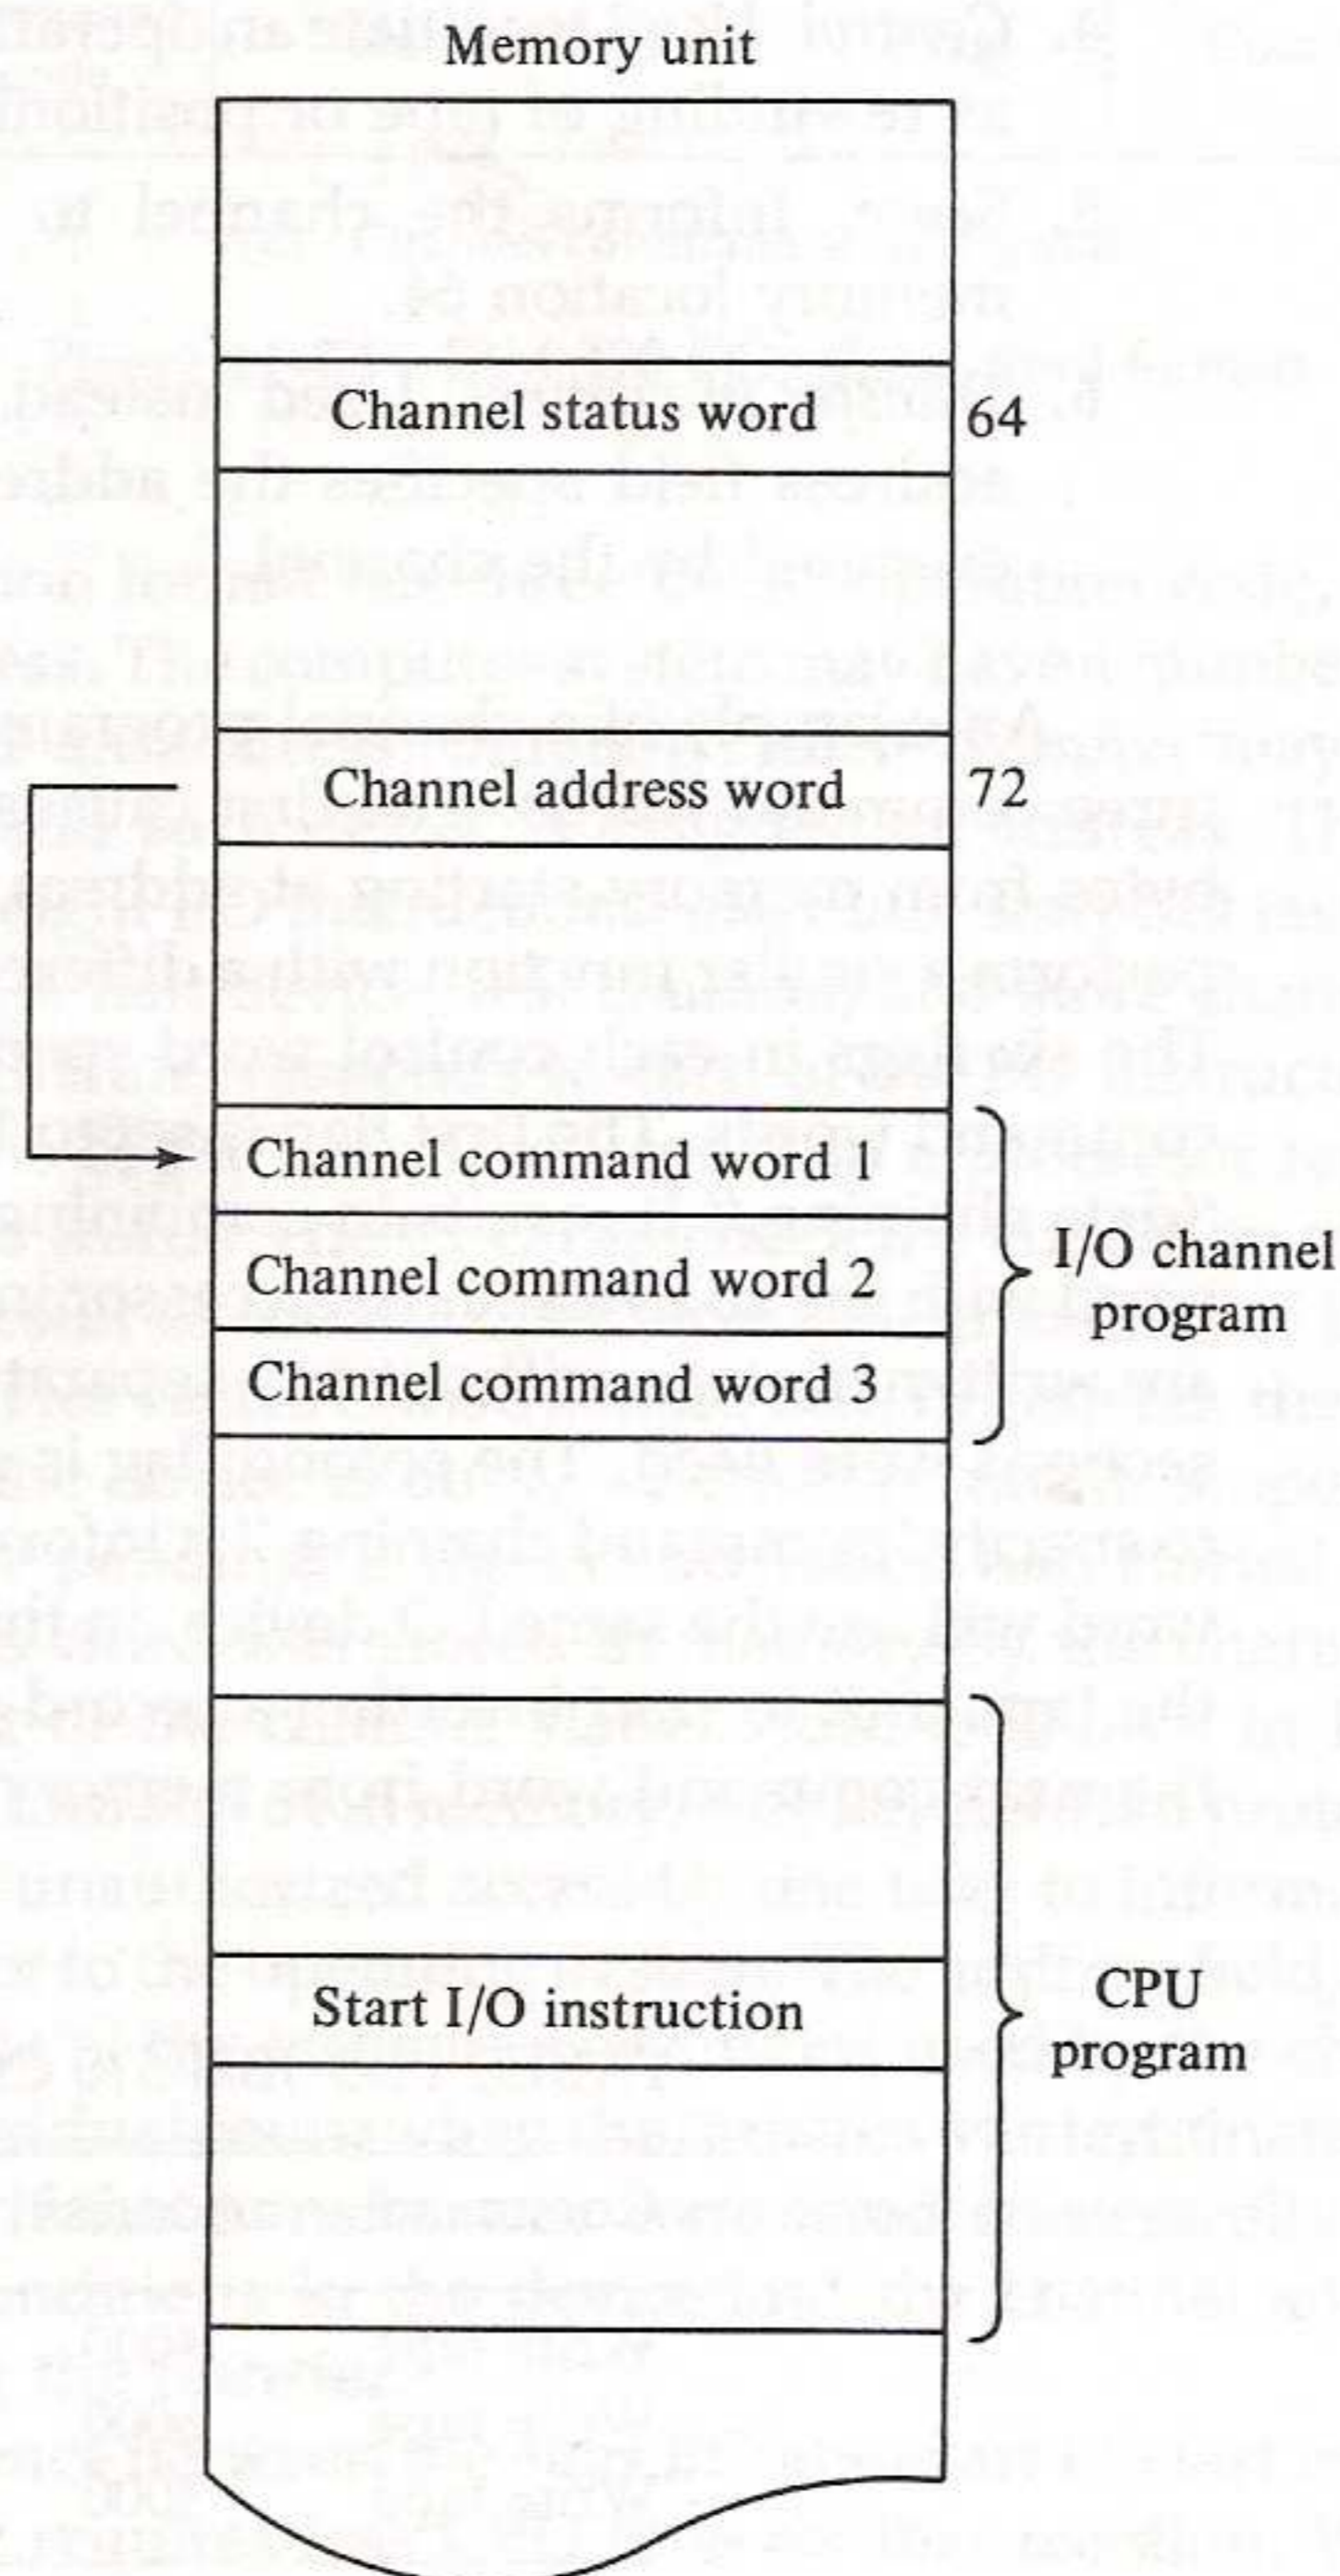 Memory unit
Channel status word
64
Channel address word
72
Channel command word 1
Channel command word 2
Channel command word 3
I/O channel
program
Start I/O instruction
CPU
program